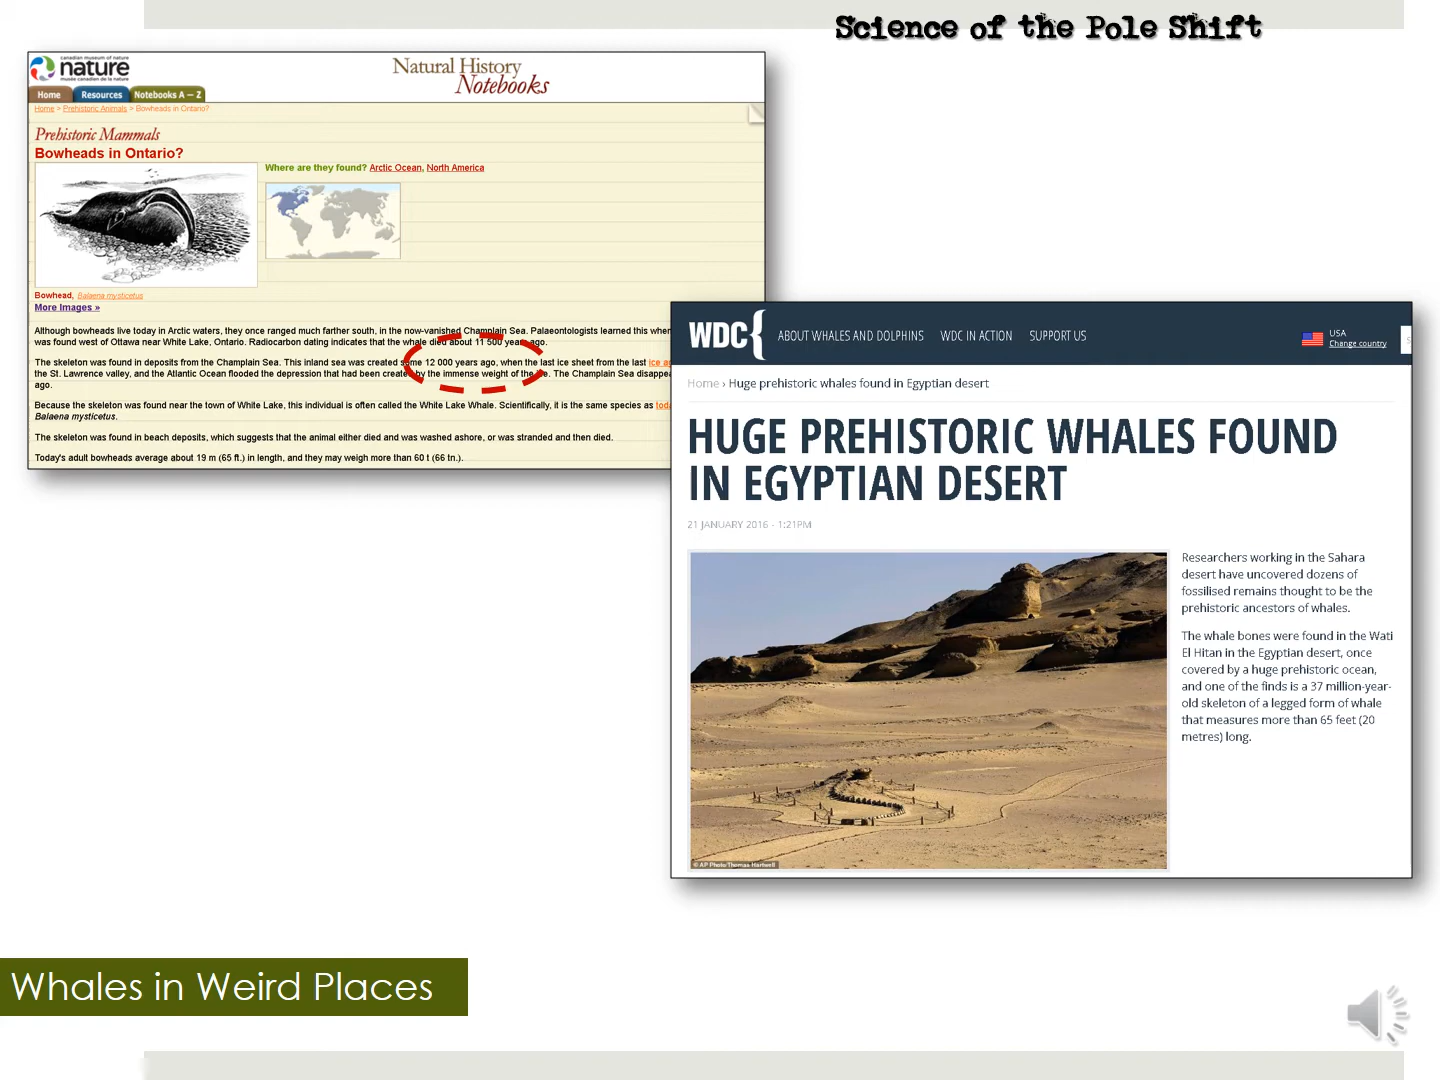 Science of the Pole Shift
canadian museum of nature
nature
musée canadien de la nature
Natural History
Notebooks
Home
Resources
Notebooks A — Z
Home > Prehistoric Animals > Bowheads in Ontario?
Prehistoric Mammals
Bowheads in Ontario?
Where are they found? Arctic Ocean, North America
Bowhead, Balaena mysticetus
More Images »
Although bowheads live today in Arctic waters, they once ranged much farther south, in the now-vanished Champlain Sea. Palaeontologists learned this when
was found west of Ottawa near White Lake, Ontario. Radiocarbon dating indicates that the whale died about 11 500 years ago.
The skeleton was found in deposits from the Champlain Sea. This inland sea was created some 12 000 years ago, when the last ice sheet from the last ice
the St. Lawrence valley, and the Atlantic Ocean flooded the depression that had been created by the immense weight of the ice. The Champlain Sea
ago.
Because the skeleton was found near the town of White Lake, this individual is often called the White Lake Whale. Scientifically, it is the same species as
Balaena mysticetus.
The skeleton was found in beach deposits, which suggests that the animal either died and was washed ashore, or was stranded and then died.
Today's adult bowheads average about 19 m (65 ft.) in length, and they may weigh more than 60 t (66 tn.).
WDC
ABOUT WHALES AND DOLPHINS
WDC IN ACTION
SUPPORT US
USA
Change country
Home › Huge prehistoric whales found in Egyptian desert
HUGE PREHISTORIC WHALES FOUND
IN EGYPTIAN DESERT
21 JANUARY 2016 - 1:21PM
Researchers working in the Sahara
desert have uncovered dozens of
fossilised remains thought to be the
prehistoric ancestors of whales.
The whale bones were found in the Wati
El Hitan in the Egyptian desert, once
covered by a huge prehistoric ocean,
and one of the finds is a 37 million-year-
old skeleton of a legged form of whale
that measures more than 65 feet (20
metres) long.
© AP Photo/Thomas Hartwell
Whales in Weird Places